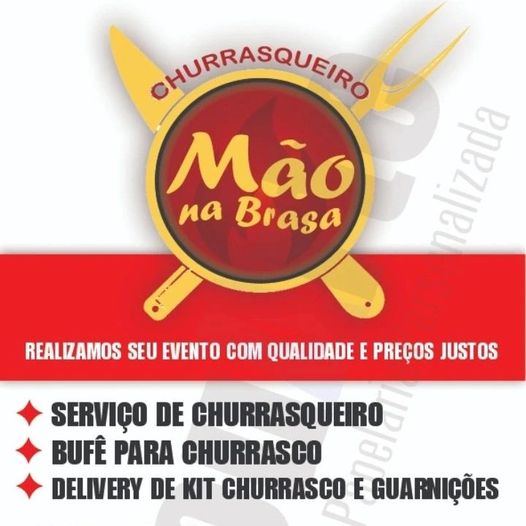 CHURRASQUEIRO
Mão
na Brasa
REALIZAMOS SEU EVENTO COM QUALIDADE E PREÇOS JUSTOS
SERVIÇO DE CHURRASQUEIRO
BUFÊ PARA CHURRASCO
DELIVERY DE KIT CHURRASCO E GUARNIÇÕES